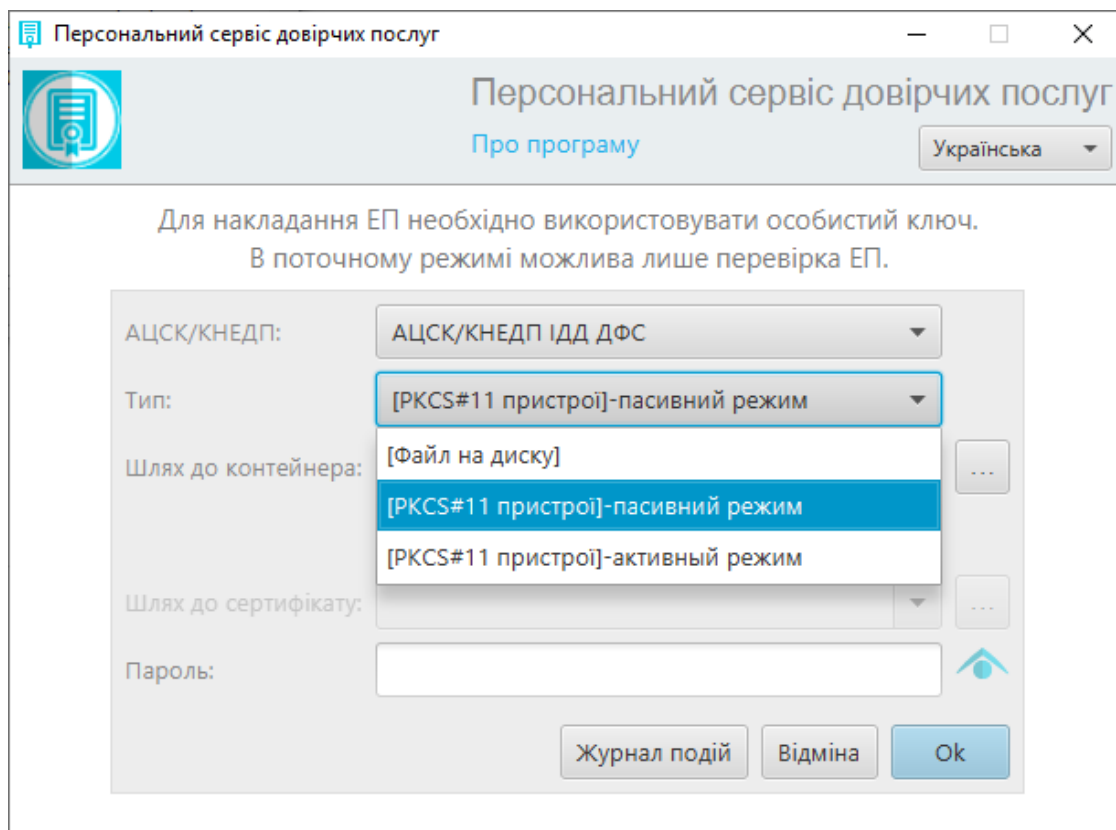 Персональний сервіс довірчих послуг
Персональний сервіс довірчих послуг
Про програму
Українська
Для накладання ЕП необхідно використовувати особистий ключ.
В поточному режимі можлива лише перевірка ЕП.
АЦСК/КНЕДП:
АЦСК/КНЕДП ІДД ДФС
Тип:
[PKCS#11 пристрої]-пасивний режим
[Файл на диску]
Шлях до контейнера:
...
[PKCS#11 пристрої]-пасивний режим
[PKCS#11 пристрої]-активный режим
Шлях до сертифікату:
...
Пароль:
Журнал подій
Відміна
Ok